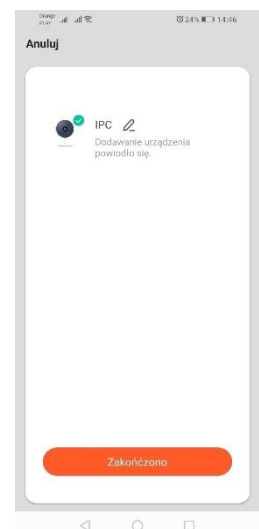 Orange
PLAY
24% 14:46
Anuluj
IPC
Dodawanie urządzenia
powiodło się.
Zakończono